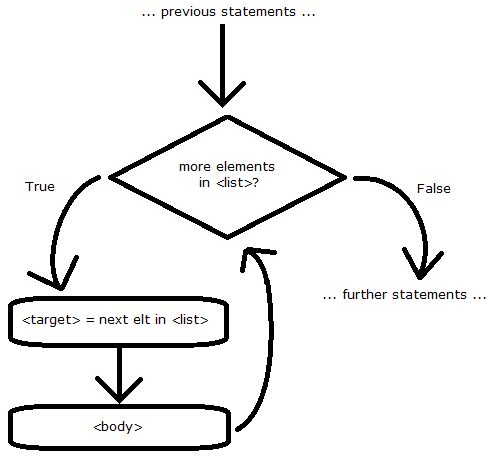 ... previous statements ...
more elements
in <list>?
True
False
... further statements ...
<target> = next elt in <list>
<body>